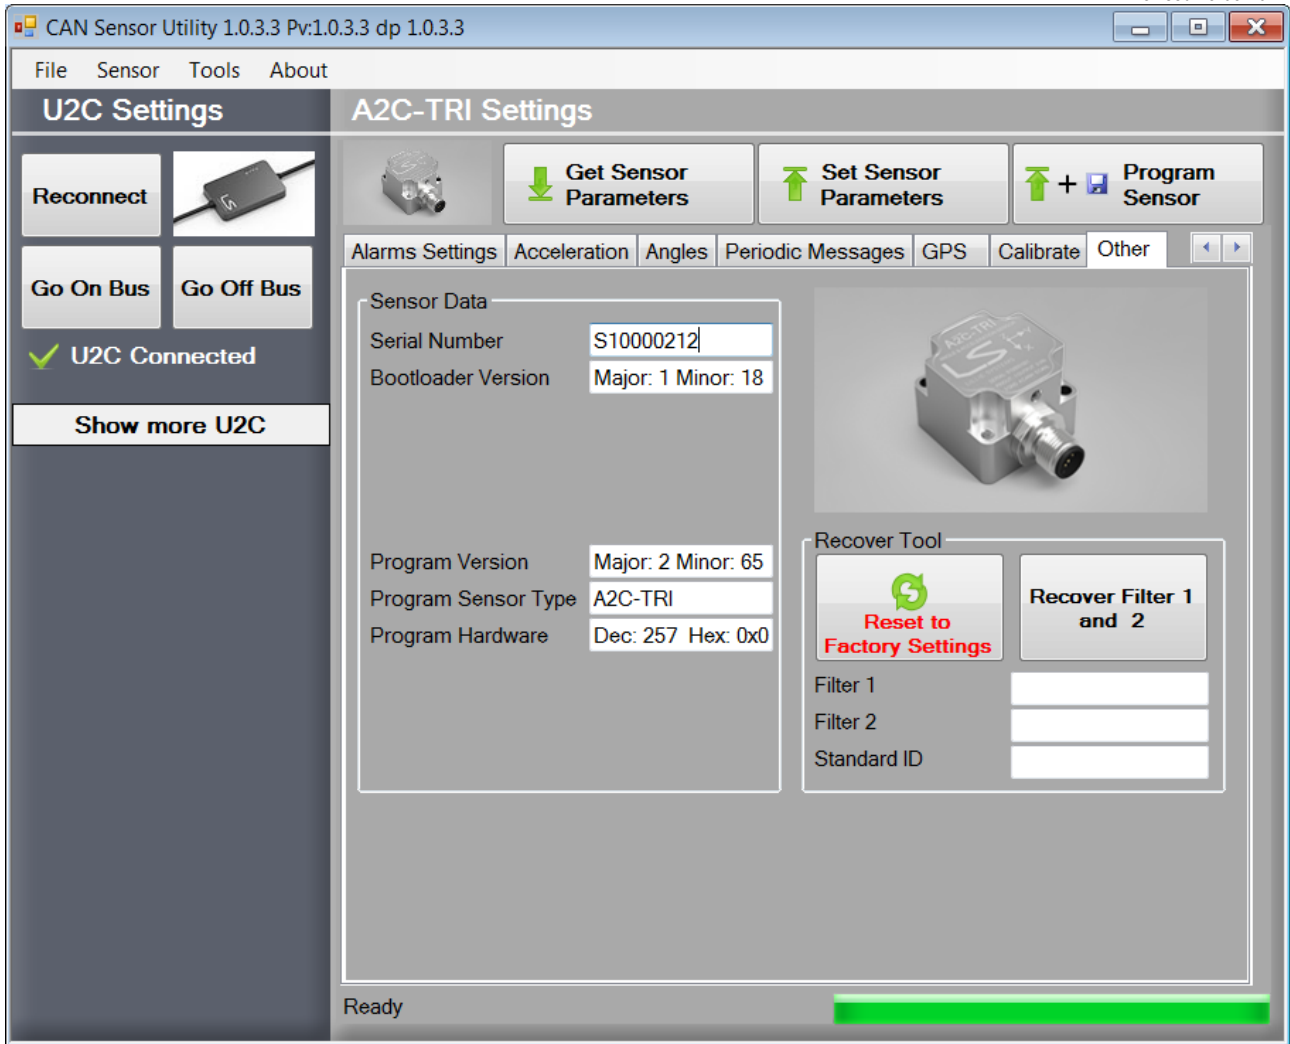 CAN Sensor Utility 1.0.3.3 Pv:1.0.3.3 dp 1.0.3.3
File Sensor Tools About
U2C Settings
A2C-TRI Settings
Reconnect
Get Sensor
Parameters
Set Sensor
Parameters
+
Program
Sensor
Go On Bus
Go Off Bus
U2C Connected
Show more U2C
Alarms Settings Acceleration Angles Periodic Messages GPS Calibrate Other
Sensor Data
Serial Number S10000212
Bootloader Version Major: 1 Minor: 18
Program Version Major: 2 Minor: 65
Program Sensor Type A2C-TRI
Program Hardware Dec: 257 Hex: 0x0
A2C-TRI
Recover Tool
Reset to
Factory Settings
Recover Filter 1
and 2
Filter 1
Filter 2
Standard ID
Ready